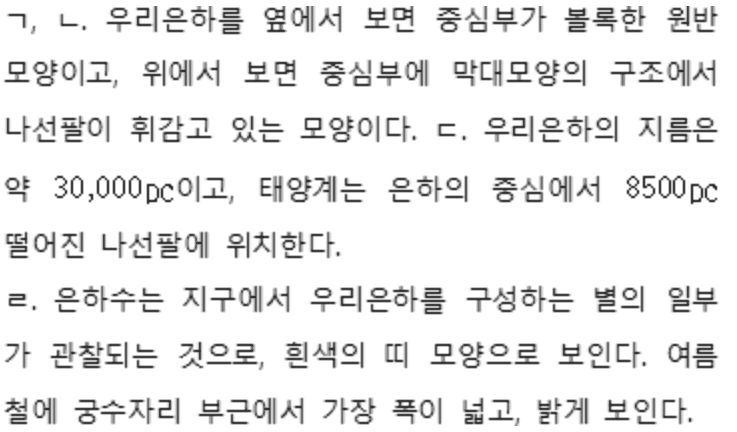 ㄱ, ㄴ. 우리은하를 옆에서 보면 중심부가 볼록한 원반
모양이고, 위에서 보면 중심부에 막대모양의 구조에서
나선팔이 휘감고 있는 모양이다. ㄷ. 우리은하의 지름은
약 30,000pc이고, 태양계는 은하의 중심에서 8500pc
떨어진 나선팔에 위치한다.
ㄹ. 은하수는 지구에서 우리은하를 구성하는 별의 일부
가 관찰되는 것으로, 흰색의 띠 모양으로 보인다. 여름
철에 궁수자리 부근에서 가장 폭이 넓고, 밝게 보인다.